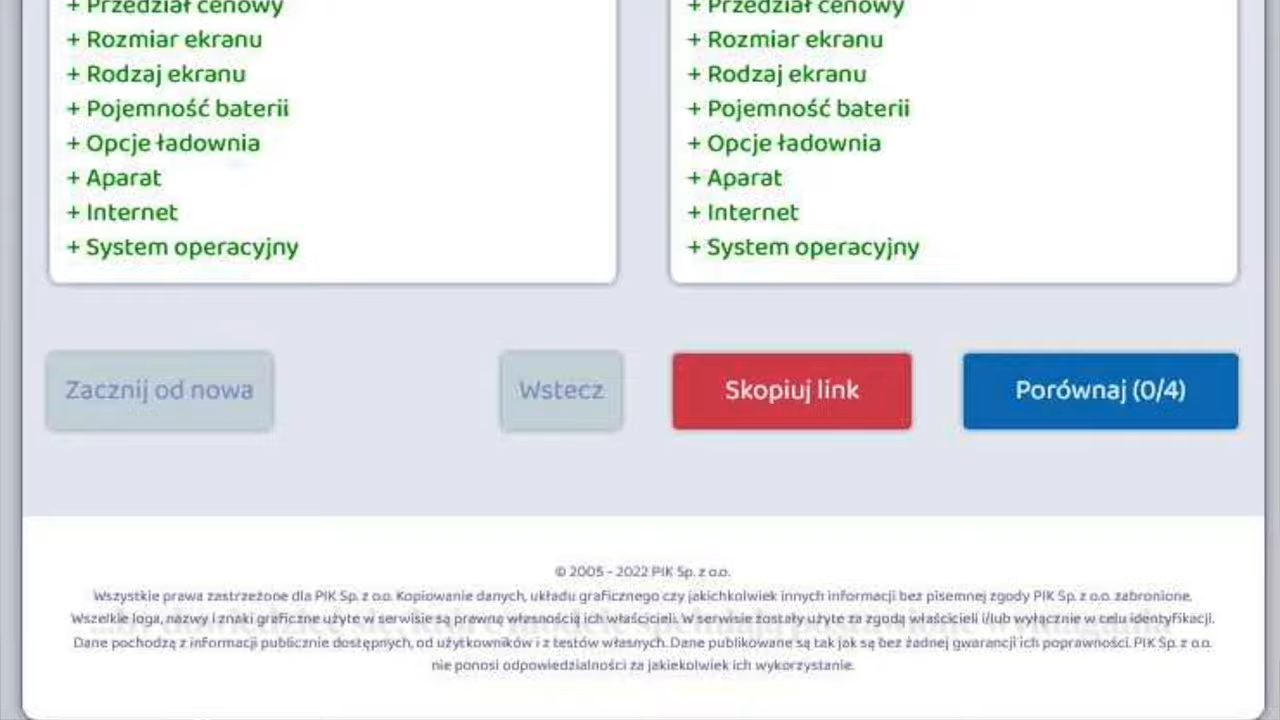 + Przedział cenowy
+ Rozmiar ekranu
+ Rodzaj ekranu
+ Pojemność baterii
+ Opcje ładownia
+ Aparat
+ Internet
+ System operacyjny
+ Przedział cenowy
+ Rozmiar ekranu
+ Rodzaj ekranu
+ Pojemność baterii
+ Opcje ładownia
+ Aparat
+ Internet
+ System operacyjny
Zacznij od nowa
Wstecz
Skopiuj link
Porównaj (0/4)
© 2005 - 2022 PIK Sp. z o.o.
Wszystkie prawa zastrzeżone dla PIK Sp. z o.o. Kopiowanie danych, układu graficznego czy jakichkolwiek innych informacji bez pisemnej zgody PIK Sp. z o.o. zabronione.
Wszelkie loga, nazwy i znaki graficzne użyte w serwisie są prawną własnością ich właścicieli. W serwisie zostały użyte za zgodą właścicieli i/lub wyłącznie w celu identyfikacji.
Dane pochodzą z informacji publicznie dostępnych, od użytkowników i z testów własnych. Dane publikowane są tak jak są bez żadnej gwarancji ich poprawności. PIK Sp. z o.o.
nie ponosi odpowiedzialności za jakiekolwiek ich wykorzystanie.